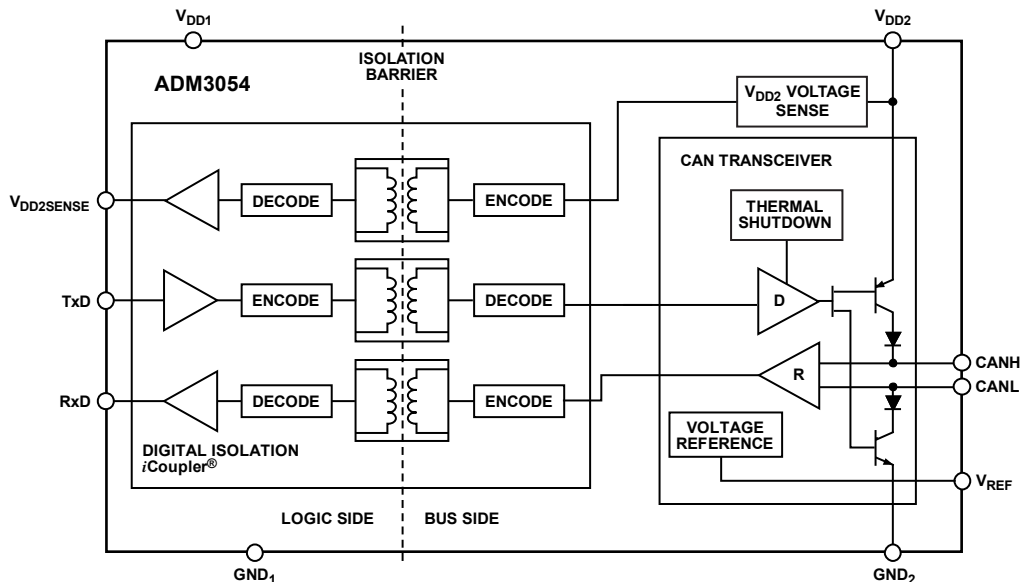 VDD1
VDD2
ADM3054
ISOLATION
BARRIER
VDD2 VOLTAGE
SENSE
CAN TRANSCEIVER
VDD2SENSE
DECODE
ENCODE
THERMAL
SHUTDOWN
TxD
ENCODE
DECODE
D
CANH
RxD
DECODE
ENCODE
R
CANL
VOLTAGE
REFERENCE
DIGITAL ISOLATION
iCoupler®
VREF
LOGIC SIDE
BUS SIDE
GND1
GND2